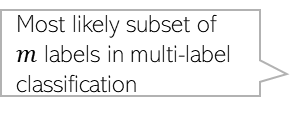 Most likely subset of
m labels in multi-label
classification